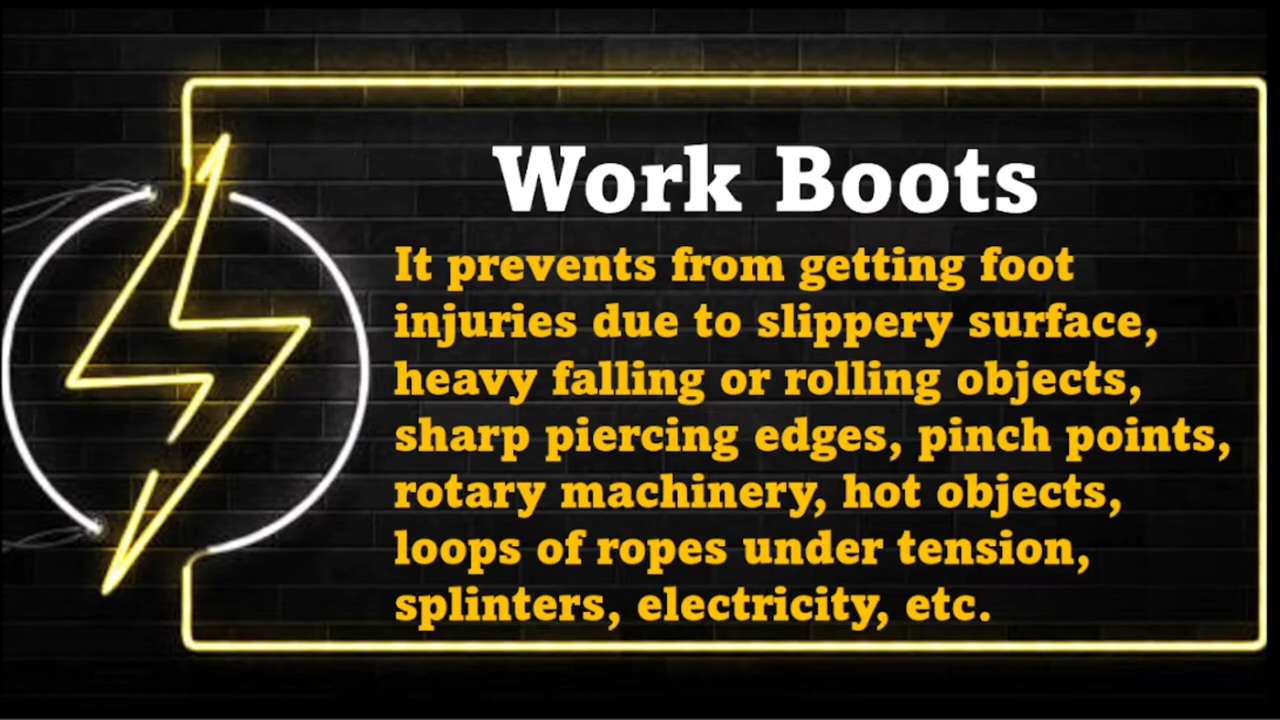 Work Boots
It prevents from getting foot
injuries due to slippery surface,
heavy falling or rolling objects,
sharp piercing edges, pinch points,
rotary machinery, hot objects,
loops of ropes under tension,
splinters, electricity, etc.